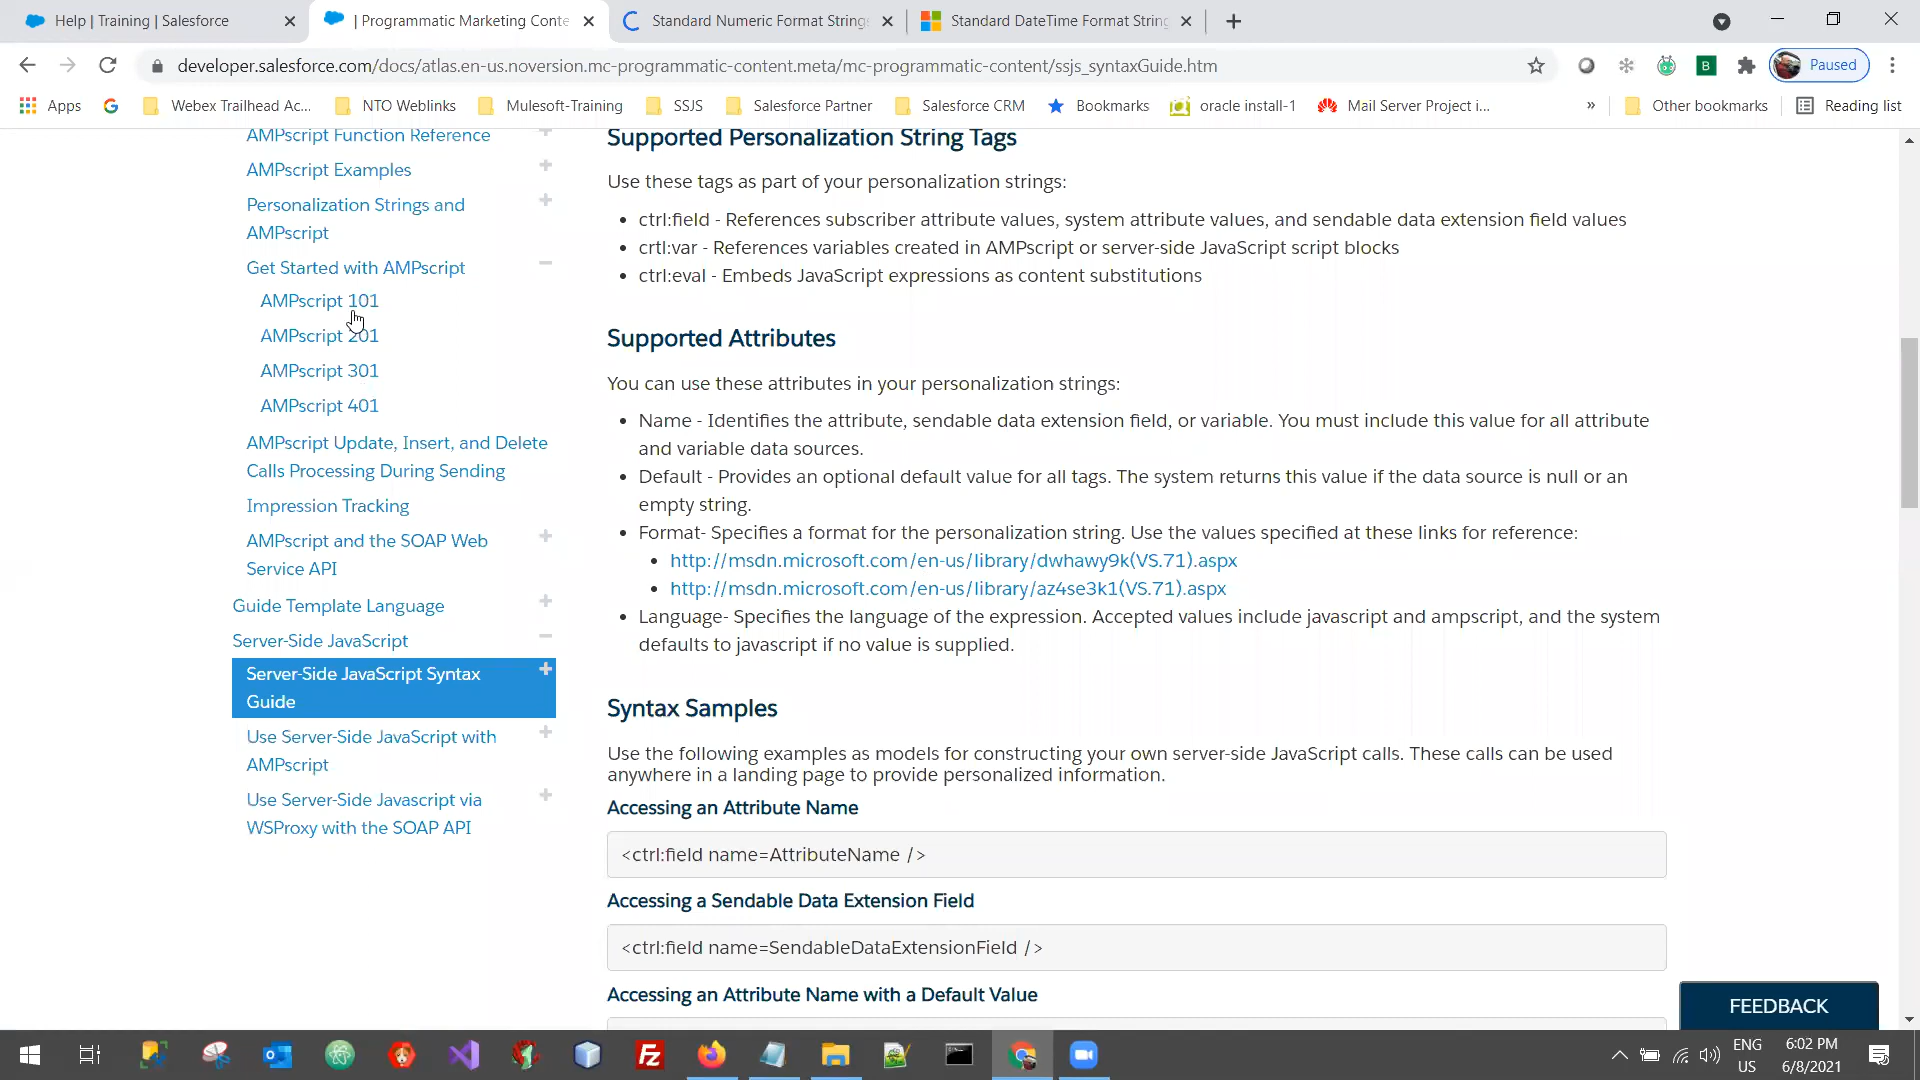 Help | Training | Salesforce
| Programmatic Marketing Conte
Standard Numeric Format String
Standard DateTime Format String
developer.salesforce.com/docs/atlas.en-us.noversion.mc-programmatic-content.meta/mc-programmatic-content/ssjs_syntaxGuide.htm
Paused
Apps
Webex Trailhead Ac...
NTO Weblinks
Mulesoft-Training
SSJS
Salesforce Partner
Salesforce CRM
Bookmarks
oracle install-1
Mail Server Project i...
»
Other bookmarks
Reading list
AMPscript Function Reference
AMPscript Examples
Personalization Strings and
AMPscript
Get Started with AMPscript
AMPscript 101
AMPscript 201
AMPscript 301
AMPscript 401
AMPscript Update, Insert, and Delete
Calls Processing During Sending
Impression Tracking
AMPscript and the SOAP Web
Service API
Guide Template Language
Server-Side JavaScript
Server-Side JavaScript Syntax
Guide
Use Server-Side JavaScript with
AMPscript
Use Server-Side Javascript via
WSProxy with the SOAP API
Supported Personalization String Tags
Use these tags as part of your personalization strings:
• ctrl:field - References subscriber attribute values, system attribute values, and sendable data extension field values
• crtl:var - References variables created in AMPscript or server-side JavaScript script blocks
• ctrl:eval - Embeds JavaScript expressions as content substitutions
Supported Attributes
You can use these attributes in your personalization strings:
• Name - Identifies the attribute, sendable data extension field, or variable. You must include this value for all attribute
and variable data sources.
• Default - Provides an optional default value for all tags. The system returns this value if the data source is null or an
empty string.
• Format- Specifies a format for the personalization string. Use the values specified at these links for reference:
• http://msdn.microsoft.com/en-us/library/dwhawy9k(VS.71).aspx
• http://msdn.microsoft.com/en-us/library/az4se3k1(VS.71).aspx
• Language- Specifies the language of the expression. Accepted values include javascript and ampscript, and the system
defaults to javascript if no value is supplied.
Syntax Samples
Use the following examples as models for constructing your own server-side JavaScript calls. These calls can be used
anywhere in a landing page to provide personalized information.
Accessing an Attribute Name
<ctrl:field name=AttributeName />
Accessing a Sendable Data Extension Field
<ctrl:field name=SendableDataExtensionField />
Accessing an Attribute Name with a Default Value
FEEDBACK
ENG
US
6:02 PM
6/8/2021